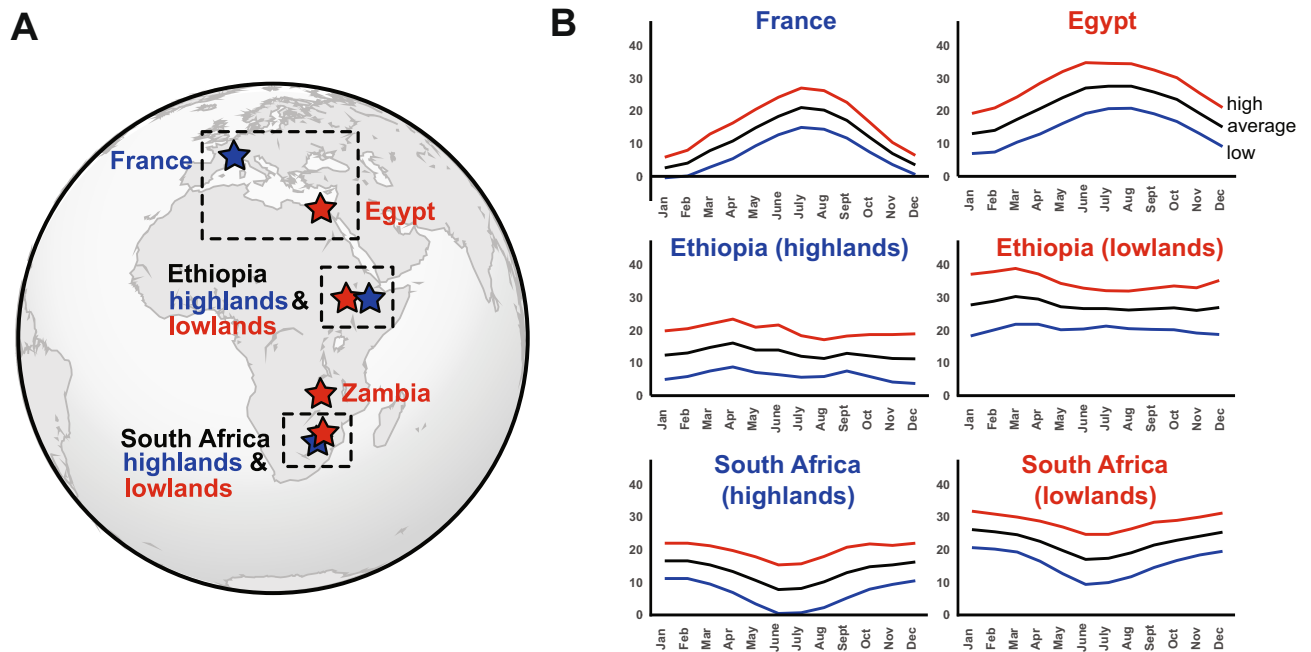 A
France
Egypt
Ethiopia
highlands &
lowlands
Zambia
South Africa
highlands &
lowlands
B
France
40
30
20
10
0
Jan Feb Mar Apr May June July Aug Sept Oct Nov Dec
Egypt
40
30
20
10
0
high
average
low
Jan Feb Mar Apr May June July Aug Sept Oct Nov Dec
Ethiopia (highlands)
40
30
20
10
0
Jan Feb Mar Apr May June July Aug Sept Oct Nov Dec
Ethiopia (lowlands)
40
30
20
10
0
Jan Feb Mar Apr May June July Aug Sept Oct Nov Dec
South Africa
(highlands)
40
30
20
10
0
Jan Feb Mar Apr May June July Aug Sept Oct Nov Dec
South Africa
(lowlands)
40
30
20
10
0
Jan Feb Mar Apr May June July Aug Sept Oct Nov Dec